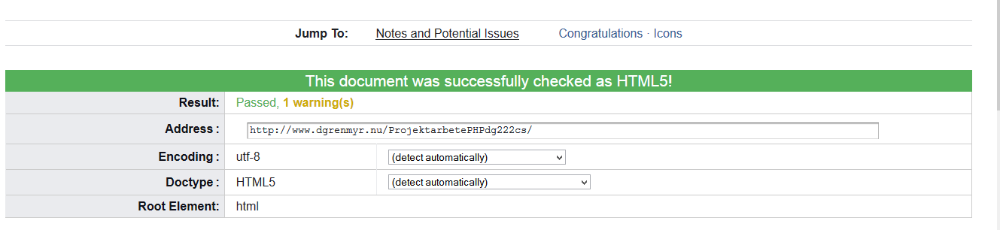 Jump To: Notes and Potential Issues Congratulations · Icons
This document was successfully checked as HTML5!
Result: Passed, 1 warning(s)
Address : http://www.dgrenmyr.nu/ProjektarbetePHPdg222cs/
Encoding : utf-8 (detect automatically)
Doctype : HTML5 (detect automatically)
Root Element: html